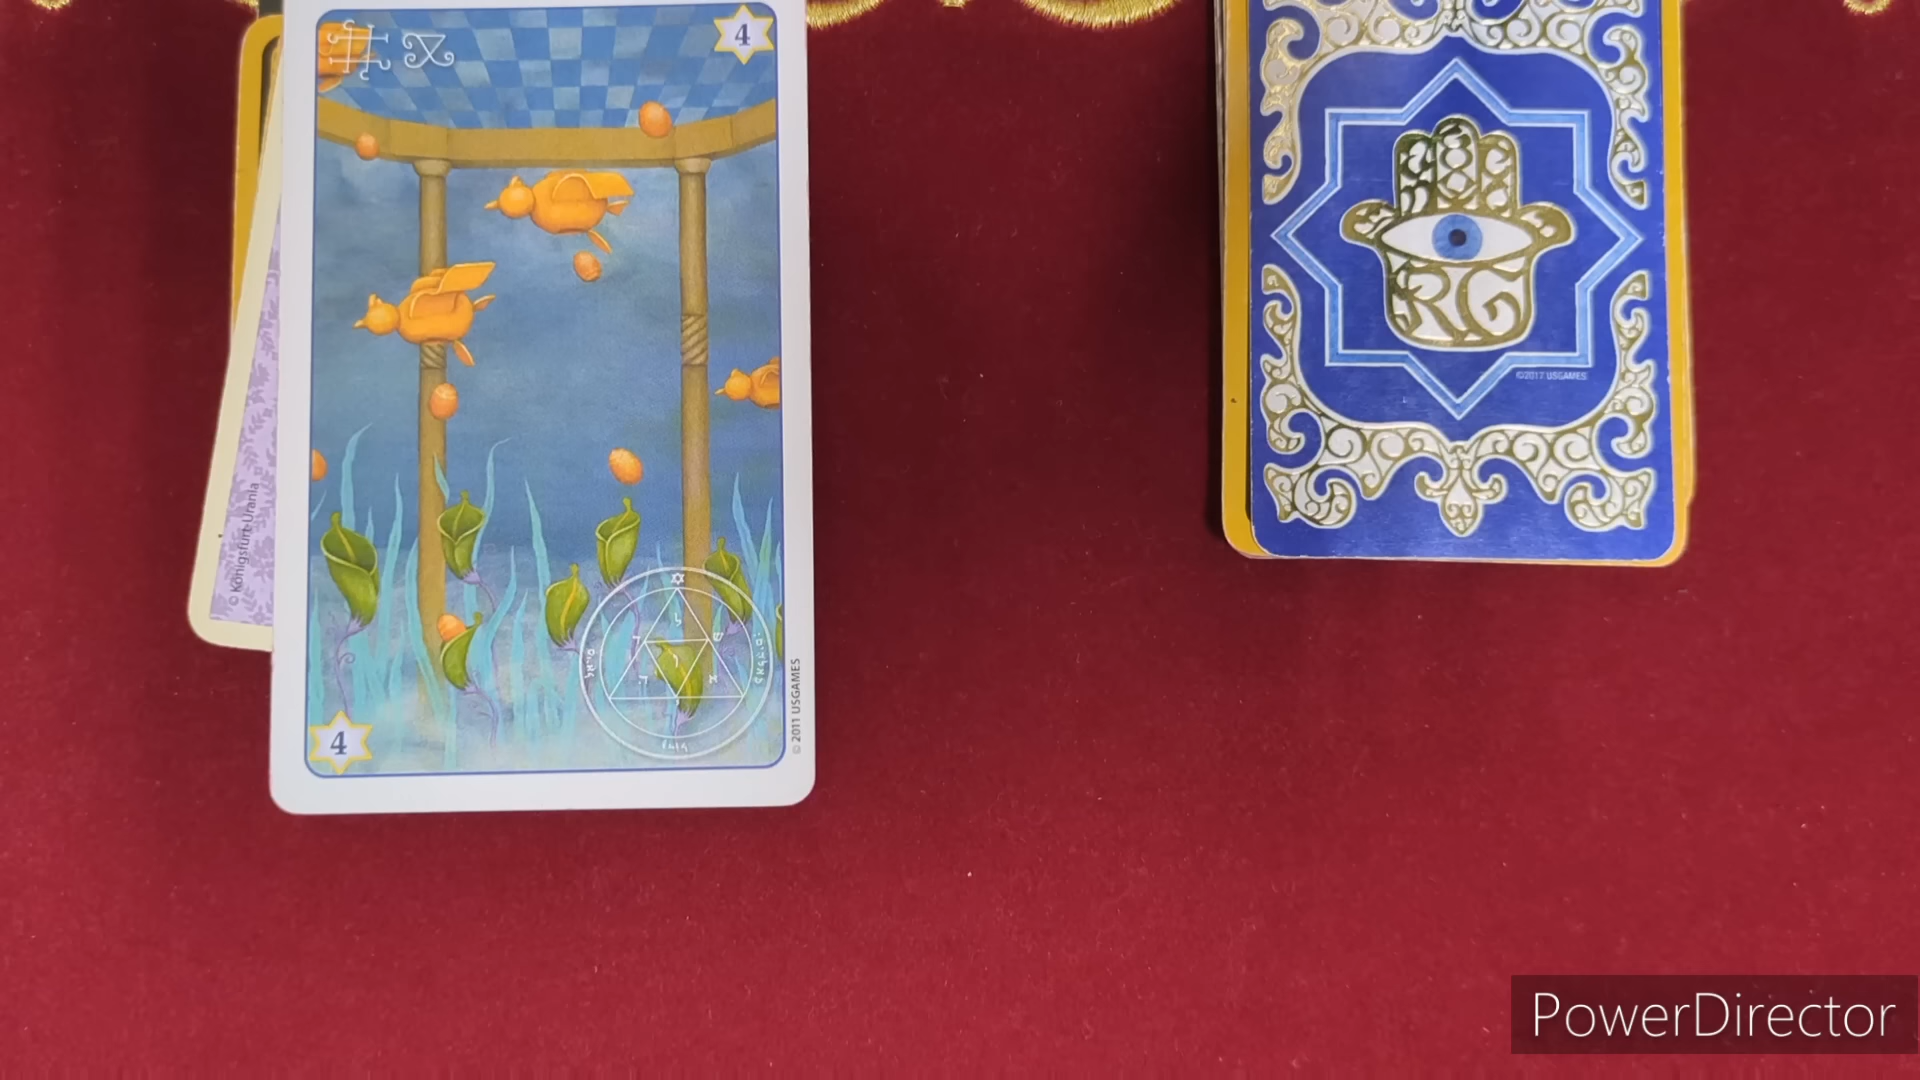 4
4
© Königsfurt-Urania
© 2011 USGAMES
RG
©2017 USGAMES
PowerDirector